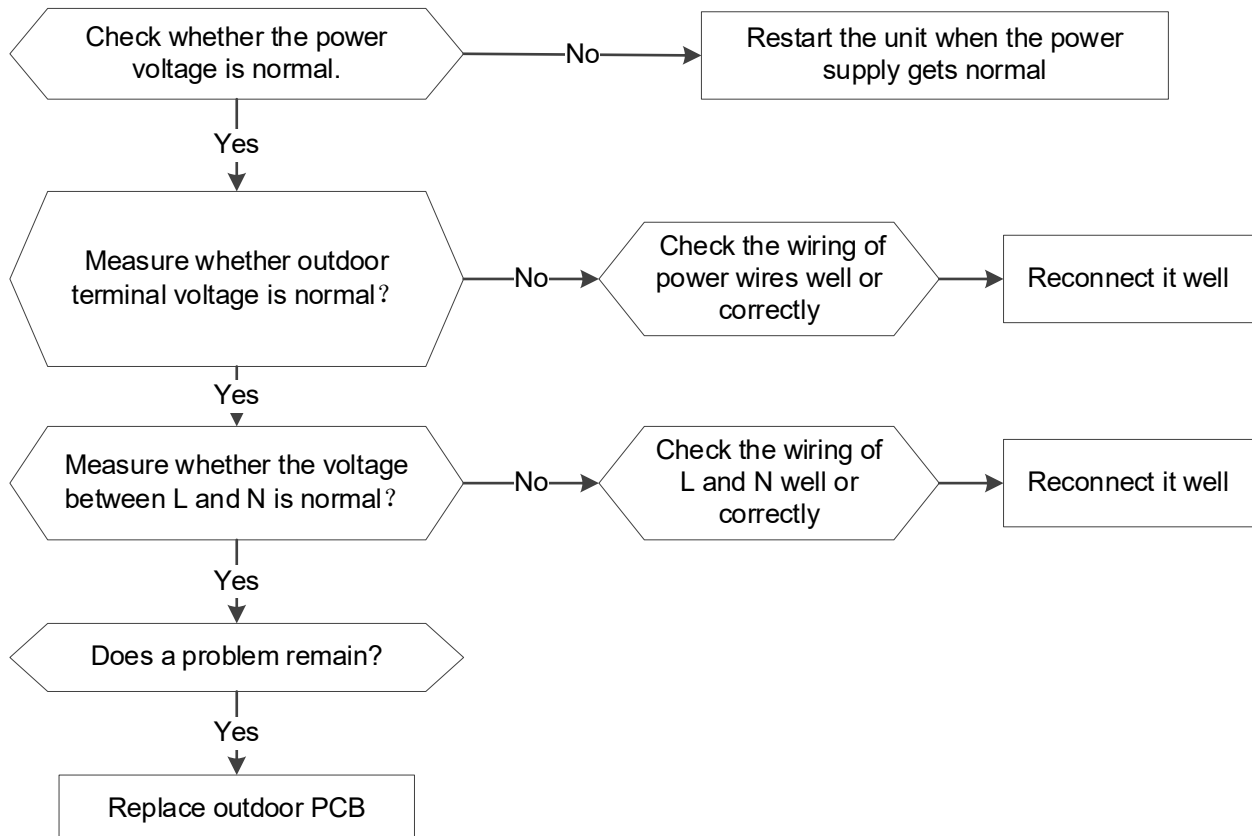 Check whether the power
voltage is normal.
No
Restart the unit when the power
supply gets normal
Yes
Measure whether outdoor
terminal voltage is normal？
No
Check the wiring of
power wires well or
correctly
Reconnect it well
Yes
Measure whether the voltage
between L and N is normal？
No
Check the wiring of
L and N well or
correctly
Reconnect it well
Yes
Does a problem remain?
Yes
Replace outdoor PCB